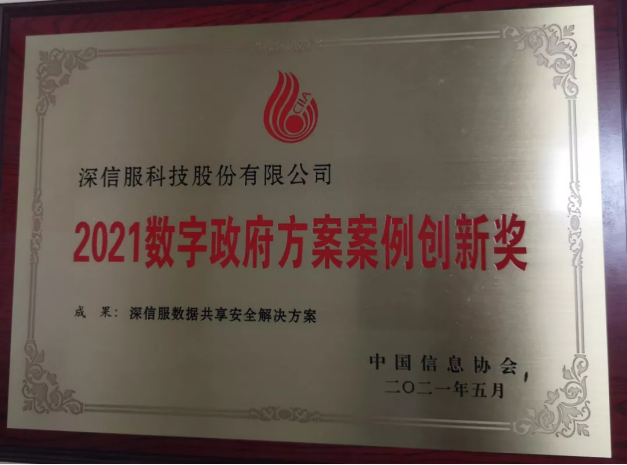 CIIA
深信服科技股份有限公司
2021数字政府方案案例创新奖
成 果：深信服数据共享安全解决方案
中国信息协会
二〇二一年五月